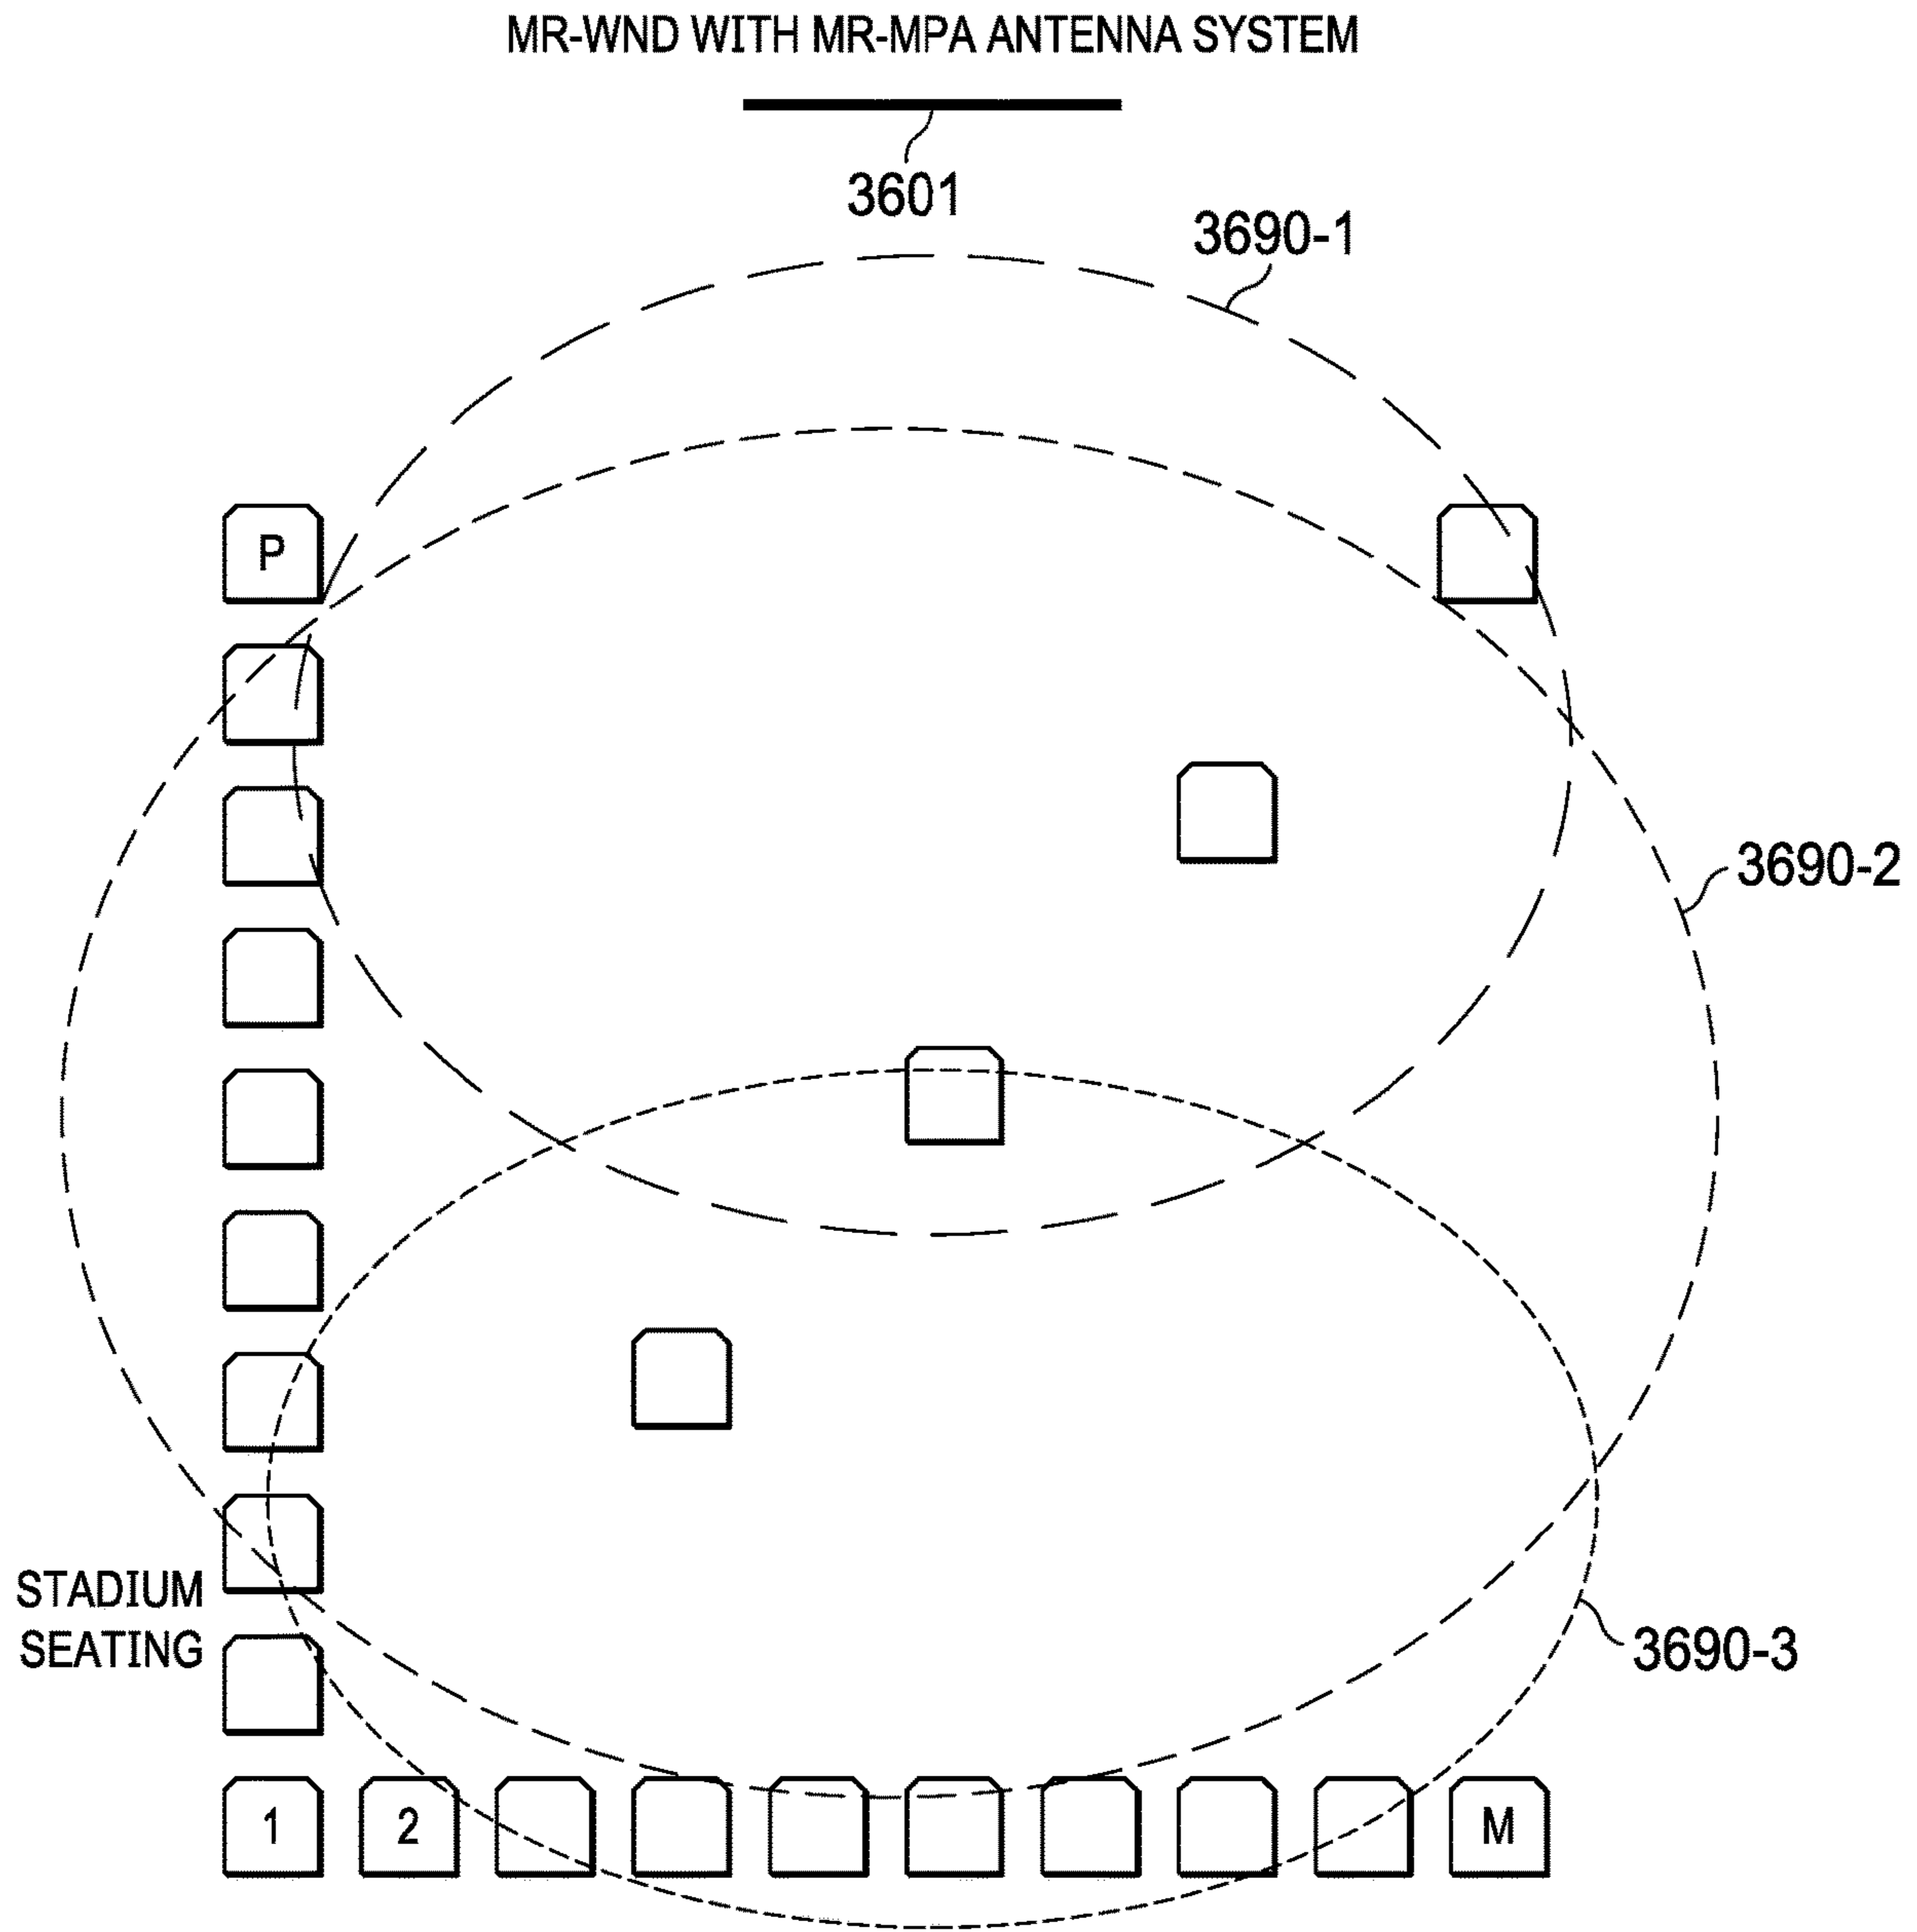 MR-WND WITH MR-MPA ANTENNA SYSTEM
3601
3690-1
P
3690-2
STADIUM
SEATING
3690-3
1 2 M